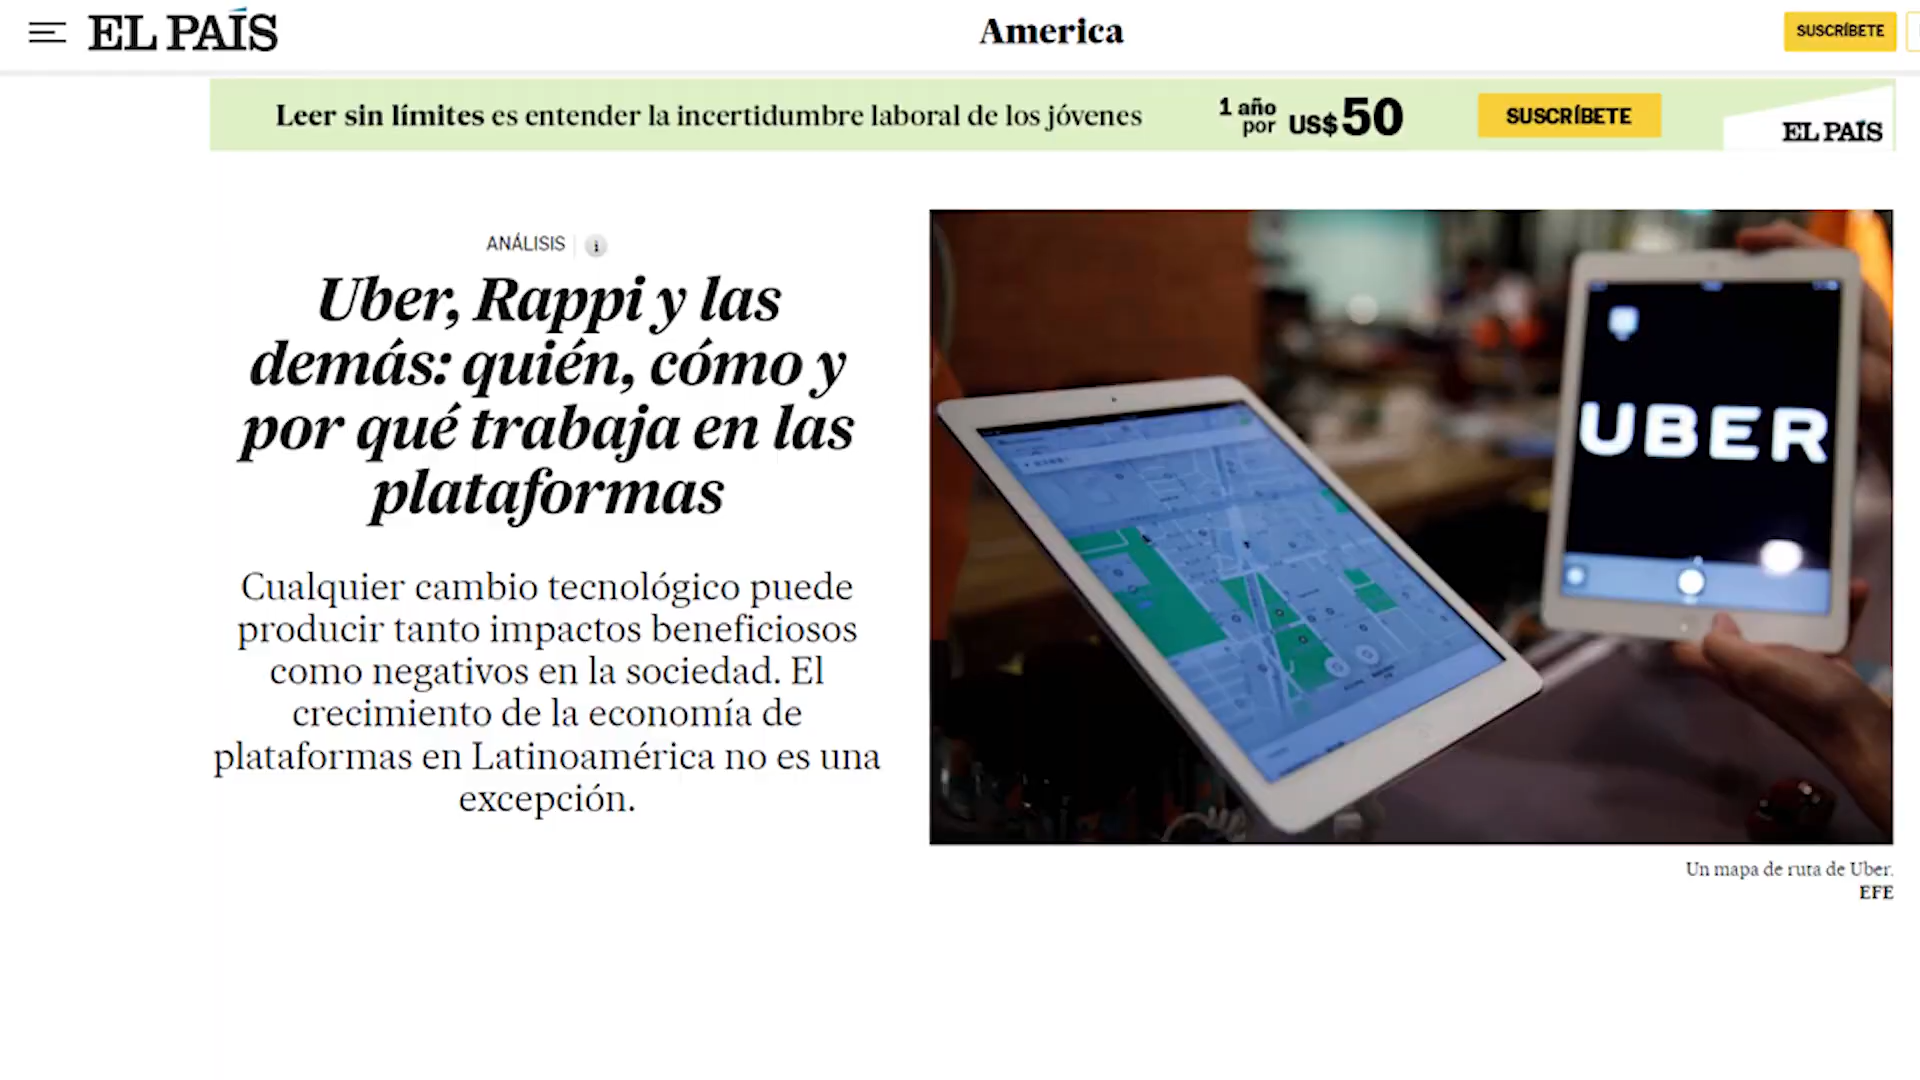 EL PAÍS
America
SUSCRÍBETE
Leer sin límites es entender la incertidumbre laboral de los jóvenes
1 año
por US$50
SUSCRÍBETE
EL PAÍS
ANÁLISIS
Uber, Rappi y las
demás: quién, cómo y
por qué trabaja en las
plataformas
Cualquier cambio tecnológico puede
producir tanto impactos beneficiosos
como negativos en la sociedad. El
crecimiento de la economía de
plataformas en Latinoamérica no es una
excepción.
UBER
Un mapa de ruta de Uber.
EFE